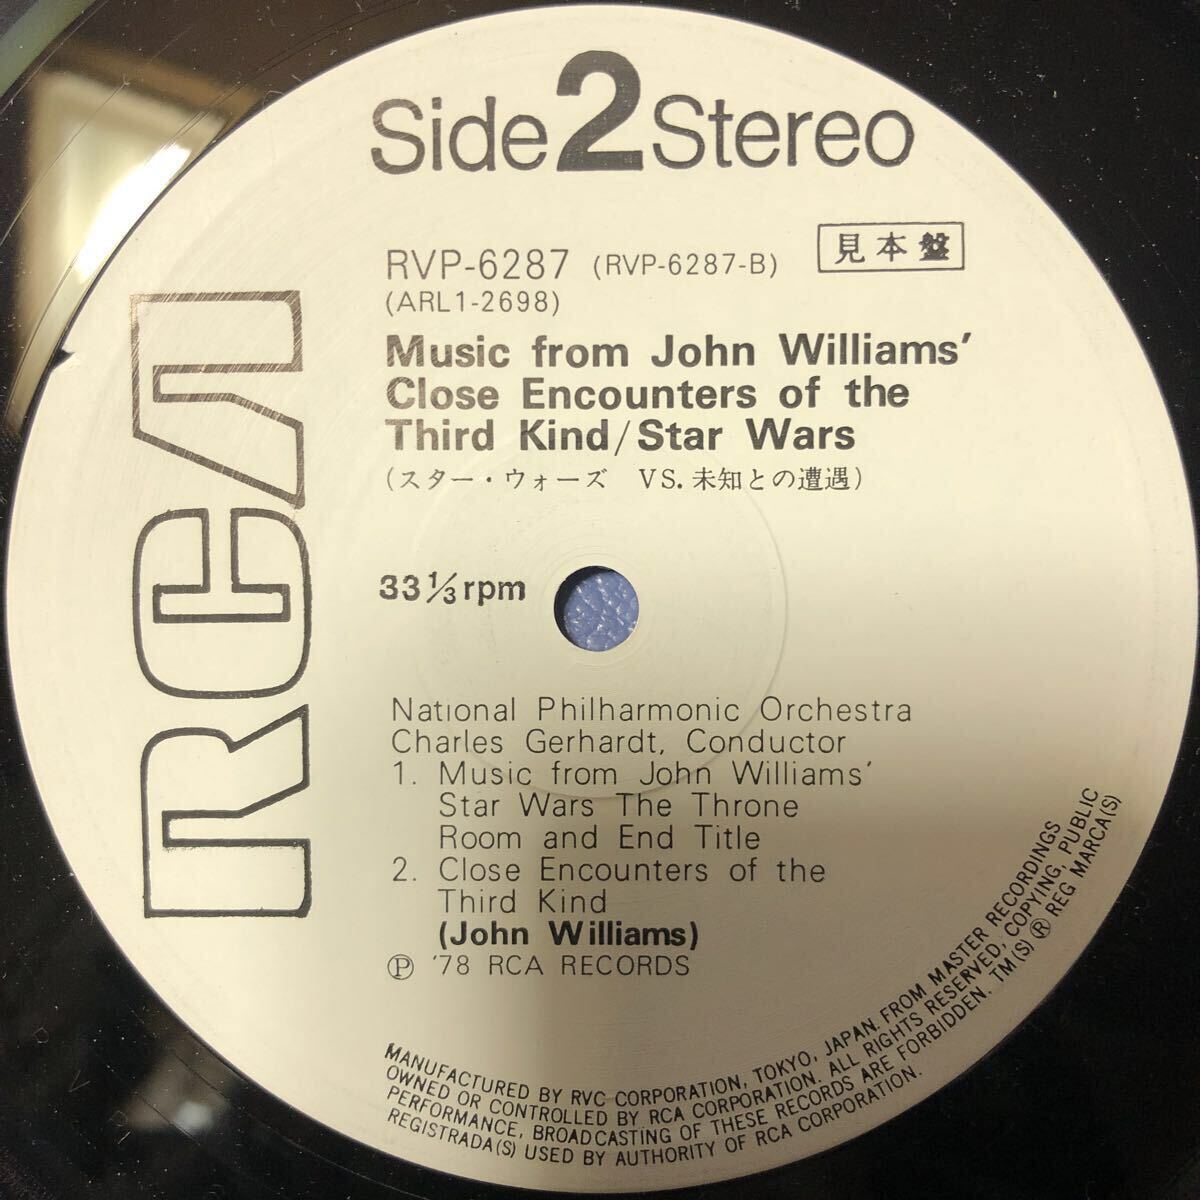 Side 2 Stereo
RVP-6287 (RVP-6287-B) 見本盤
(ARL1-2698)
Music from John Williams'
Close Encounters of the
Third Kind/Star Wars
(スター・ウォーズ VS.未知との遭遇)
RCA
33 1/3 rpm
National Philharmonic Orchestra
Charles Gerhardt, Conductor
1. Music from John Williams'
Star Wars The Throne
Room and End Title
2. Close Encounters of the
Third Kind
(John Williams)
Ⓟ '78 RCA RECORDS
MANUFACTURED BY RVC CORPORATION, TOKYO, JAPAN. FROM MASTER RECORDINGS
OWNED OR CONTROLLED BY RCA CORPORATION. ALL RIGHTS RESERVED, COPYING, PUBLIC
PERFORMANCE, BROADCASTING OF THESE RECORDS ARE FORBIDDEN. TM(S) ® REG MARCA(S)
REGISTRADA(S) USED BY AUTHORITY OF RCA CORPORATION.